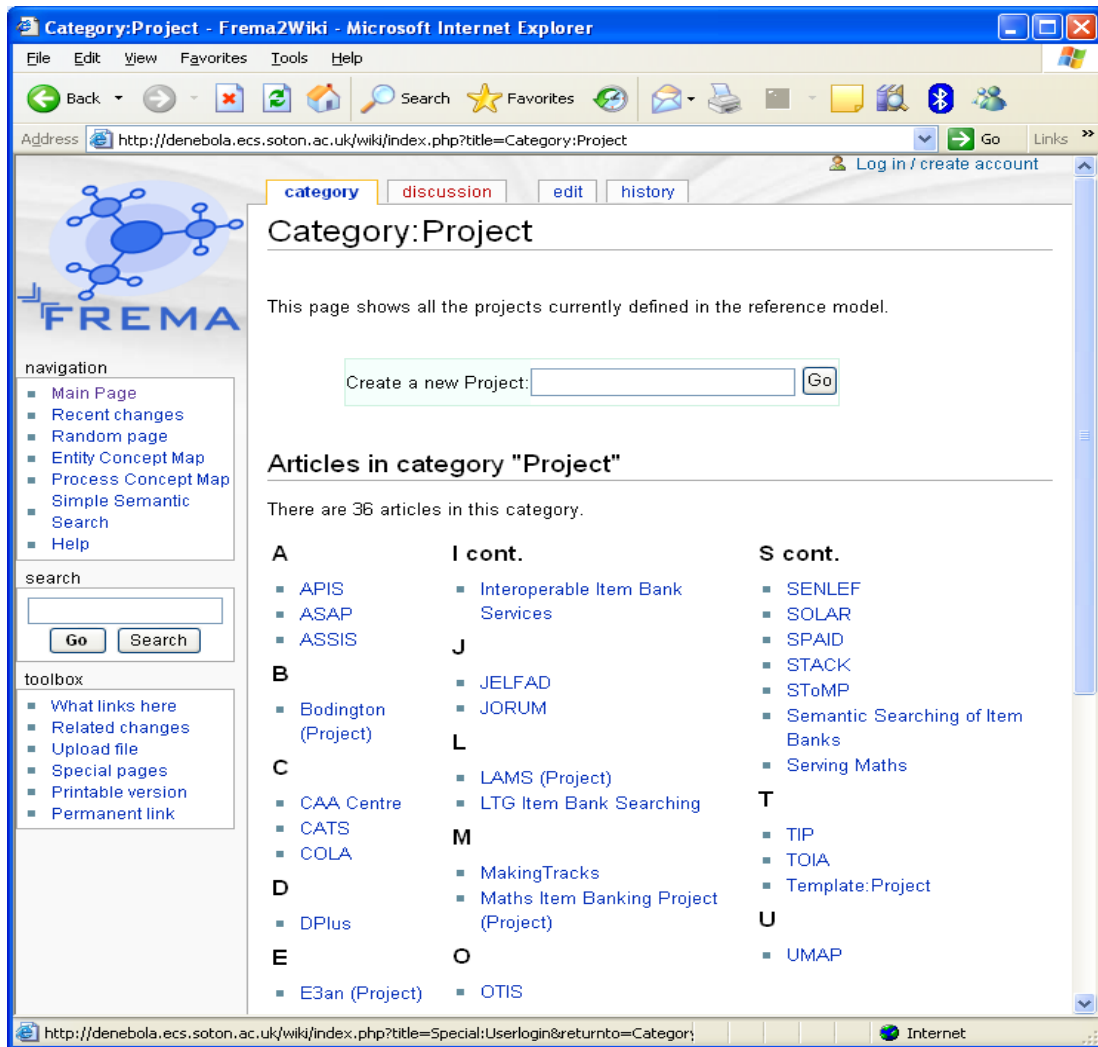 Category:Project - Frema2Wiki - Microsoft Internet Explorer
File Edit View Favorites Tools Help
Back Search Favorites
Address http://denebola.ecs.soton.ac.uk/wiki/index.php?title=Category:Project Go Links »
Log in / create account
category discussion edit history
FREMA
navigation
Main Page
Recent changes
Random page
Entity Concept Map
Process Concept Map
Simple Semantic
Search
Help
search
Go Search
toolbox
What links here
Related changes
Upload file
Special pages
Printable version
Permanent link
Category:Project
This page shows all the projects currently defined in the reference model.
Create a new Project: Go
Articles in category "Project"
There are 36 articles in this category.
A
APIS
ASAP
ASSIS
B
Bodington
(Project)
C
CAA Centre
CATS
COLA
D
DPlus
E
E3an (Project)
I cont.
Interoperable Item Bank
Services
J
JELFAD
JORUM
L
LAMS (Project)
LTG Item Bank Searching
M
MakingTracks
Maths Item Banking Project
(Project)
O
OTIS
S cont.
SENLEF
SOLAR
SPAID
STACK
SToMP
Semantic Searching of Item
Banks
Serving Maths
T
TIP
TOIA
Template:Project
U
UMAP
http://denebola.ecs.soton.ac.uk/wiki/index.php?title=Special:Userlogin&returnto=Category: Internet